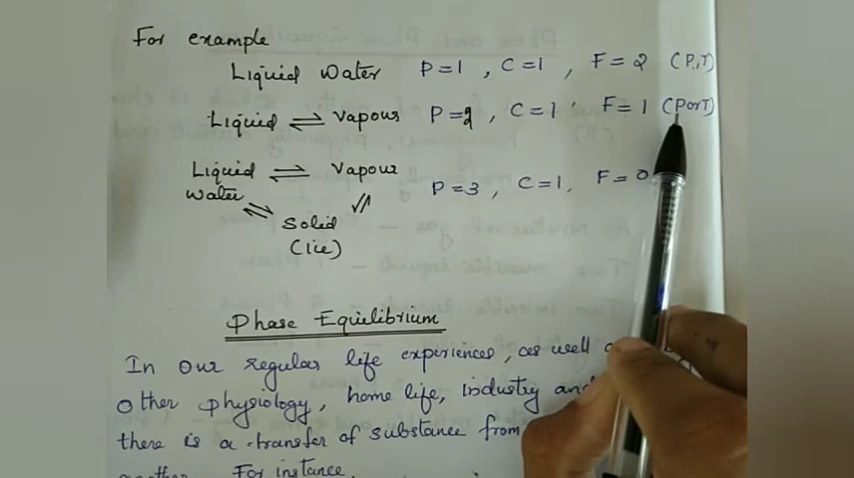 For example
Liquid Water P=1 , C=1 , F=2 (P,T)
Liquid ⇌ Vapour P=2 , C=1 , F=1 (PorT)
Liquid ⇌ Vapour
water P=3 , C=1, F=0
⇌ Solid ⇌
(Ice)
Phase Equilibrium
In our regular life experiences, as well
other physiology, home life, industry and
there is a transfer of substance from
another. For instance,